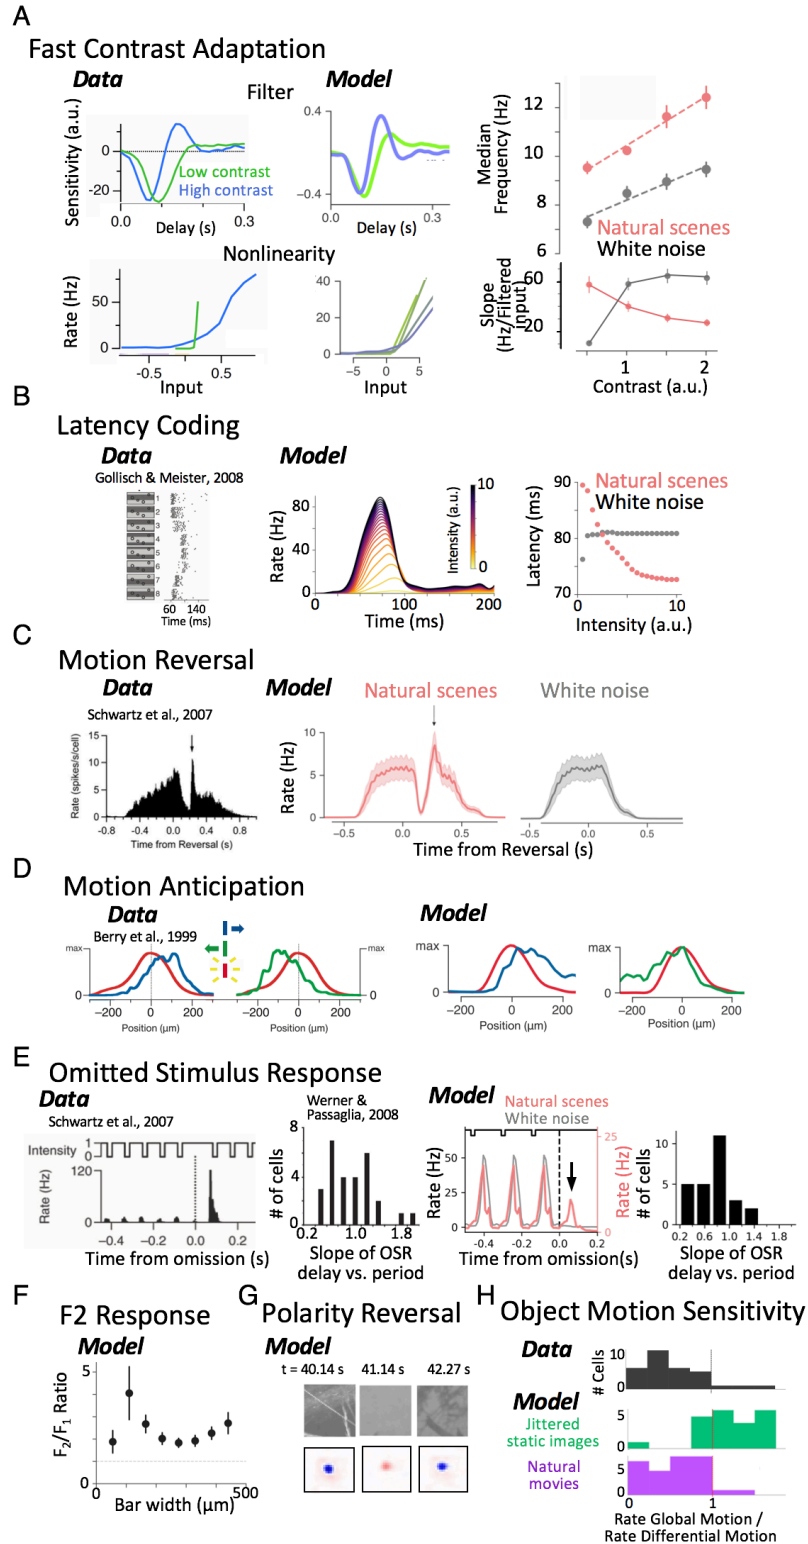 A
Fast Contrast Adaptation
Data
Filter
Model
Sensitivity (a.u.)
0
-20
Low contrast
High contrast
0.0
0.3
Delay (s)
0.4
−0.4
0.0
0.3
Delay (s)
Median
Frequency (Hz)
12
10
8
6
Natural scenes
White noise
Nonlinearity
Rate (Hz)
50
0
-0.5
0.5
Input
40
20
0
−5
0
5
Input
Slope
(Hz/Filtered
Input)
60
20
1
2
Contrast (a.u.)
B
Latency Coding
Data
Gollisch & Meister, 2008
1
2
3
4
5
6
7
8
60
140
Time (ms)
Model
Rate (Hz)
80
40
0
0
100
200
Time (ms)
Intensity (a.u.)
10
0
Latency (ms)
90
80
70
Natural scenes
White noise
0
10
Intensity (a.u.)
C
Motion Reversal
Data
Schwartz et al., 2007
Rate (spikes/s/cell)
15
10
5
0
-0.8
-0.4
0.0
0.4
0.8
Time from Reversal (s)
Model
Natural scenes
White noise
Rate (Hz)
10
5
0
−0.5
0.0
0.5
−0.5
0.0
0.5
Time from Reversal (s)
D
Motion Anticipation
Data
Berry et al., 1999
max
0
−200
0
200
Position (μm)
max
0
−200
0
200
Position (μm)
Model
max
0
−200
0
200
Position (μm)
max
0
−200
0
200
Position (μm)
E
Omitted Stimulus Response
Data
Schwartz et al., 2007
Intensity
1
0
Rate (Hz)
120
0
−0.4
−0.2
0.0
0.2
Time from omission (s)
Werner &
Passaglia, 2008
# of cells
8
4
0
0.2
1.0
1.8
Slope of OSR
delay vs. period
Model
Natural scenes
White noise
Rate (Hz)
50
25
0
25
0
Rate (Hz)
-0.4
-0.2
0.0
0.2
Time from omission(s)
# of cells
10
5
0
0.2
0.6
1.0
1.2
1.8
Slope of OSR
delay vs. period
F
F2 Response
Model
F2/F1 Ratio
5
0
0
500
Bar width (μm)
G
Polarity Reversal
Model
t = 40.14 s
41.14 s
42.27 s
H
Object Motion Sensitivity
Data
# Cells
10
0
Model
Jittered
static images
5
0
Natural
movies
5
0
0
1
Rate Global Motion /
Rate Differential Motion